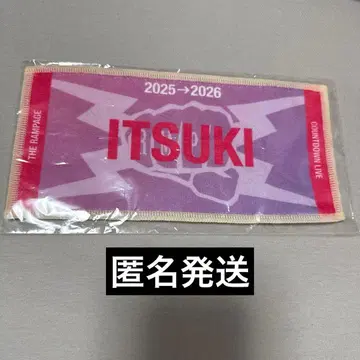 2025→2026
ITSUKI
THE RAMPAGE
COUNTDOWN LIVE
匿名発送